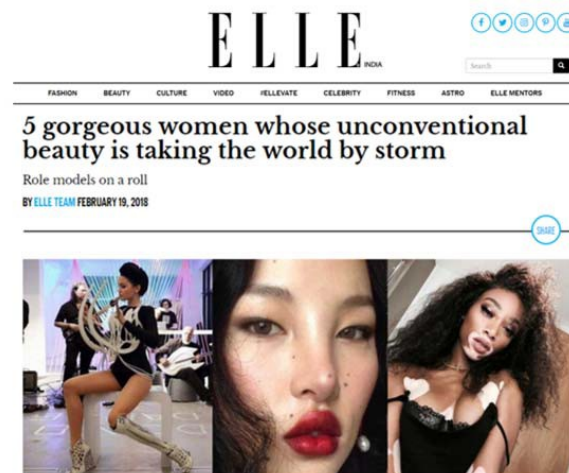 ELLE
INDIA
Search
FASHION BEAUTY CULTURE VIDEO #ELLEVATE CELEBRITY FITNESS ASTRO ELLE MENTORS
5 gorgeous women whose unconventional
beauty is taking the world by storm
Role models on a roll
BY ELLE TEAM FEBRUARY 19, 2018
SHARE